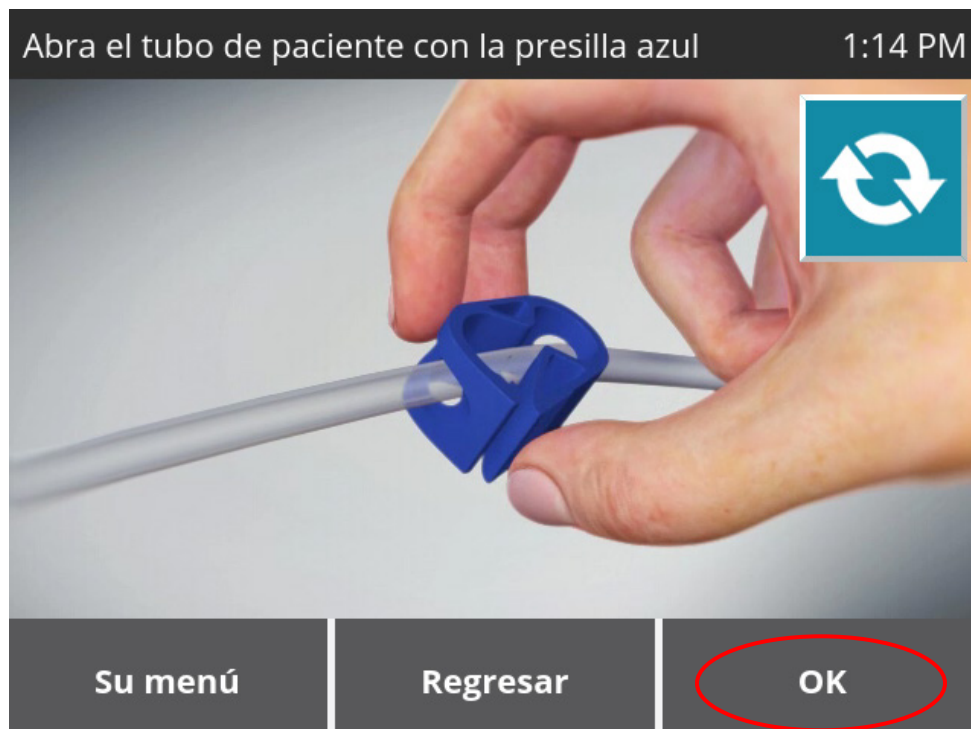 Abra el tubo de paciente con la presilla azul 1:14 PM
Su menú Regresar OK